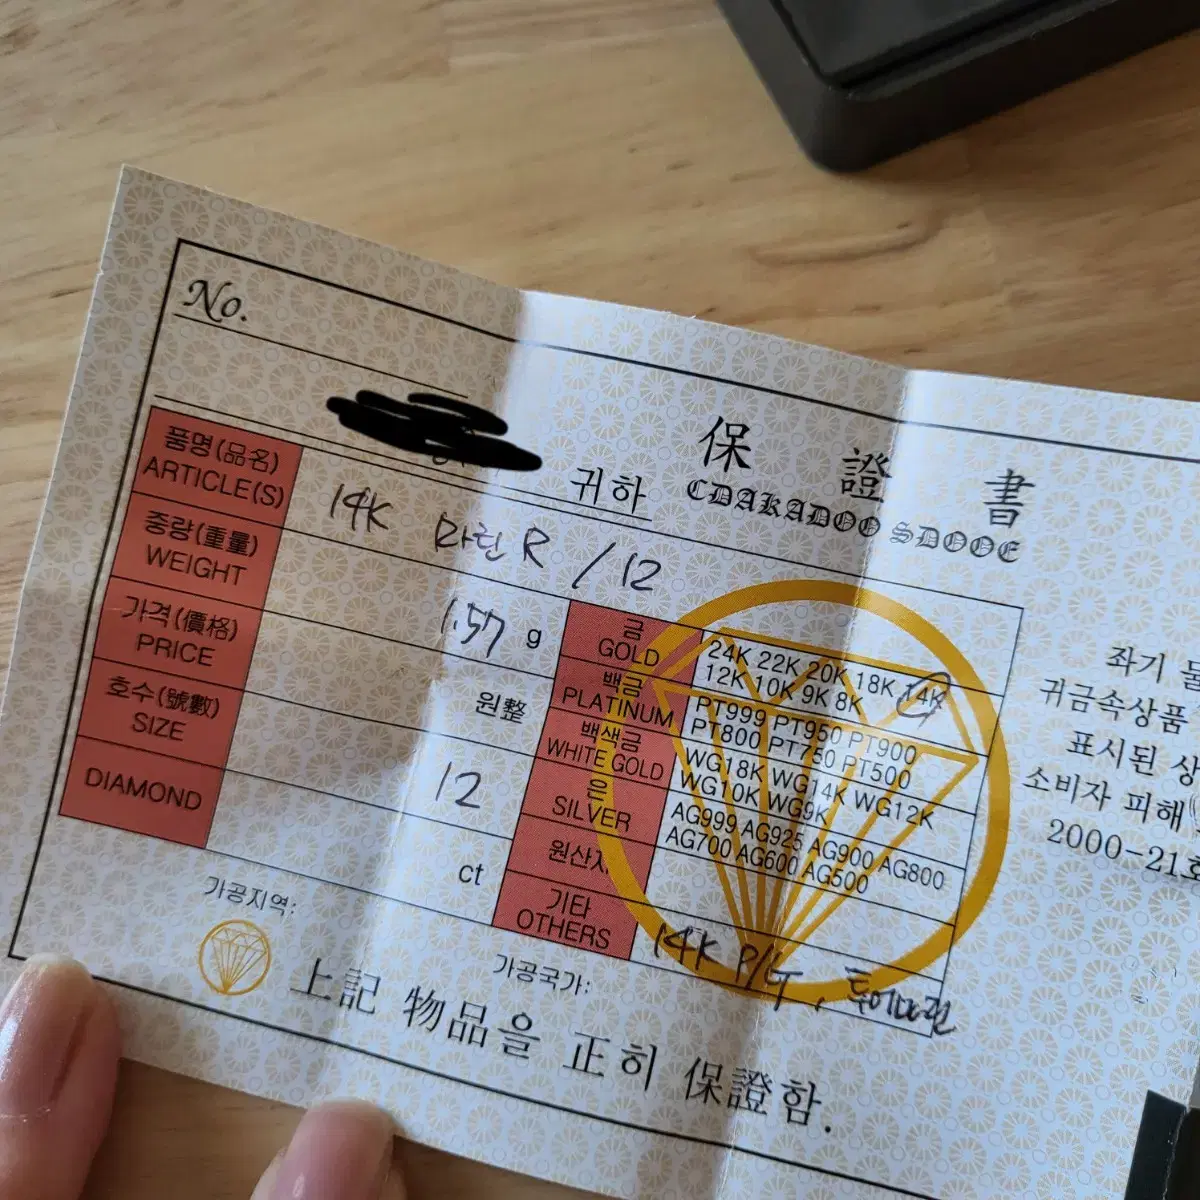 No.
귀하
保 證 書
CDAKADOO SDOOE
품명(品名)
ARTICLE(S)
14K 마린 R / 12
중량(重量)
WEIGHT
1.57 g
가격(價格)
PRICE
원整
호수(號數)
SIZE
12
DIAMOND
ct
금
GOLD
24K 22K 20K 18K 14K
12K 10K 9K 8K
백금
PLATINUM
PT999 PT950 PT900
PT800 PT750 PT500
백색금
WHITE GOLD
WG18K WG14K WG12K
WG10K WG9K
은
SILVER
AG999 AG925 AG900 AG800
AG700 AG600 AG500
원산지
기타
OTHERS
14K P/G,
좌기
귀금속상품
표시된 상
소비자 피해
2000-21호
가공지역:
가공국가:
上記 物品을 正히 保證함.